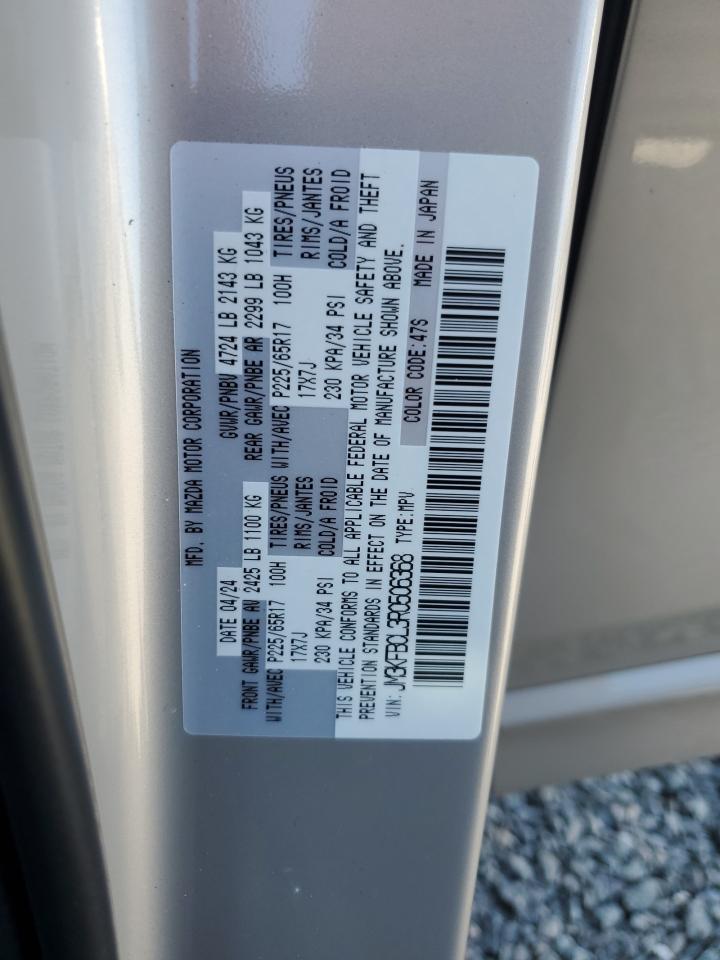 MFD. BY MAZDA MOTOR CORPORATION
DATE 04/24 GVWR/PNBV 4724 LB 2143 KG
FRONT GAWR/PNBE AV 2425 LB 1100 KG REAR GAWR/PNBE AR 2299 LB 1043 KG
WITH/AVEC P225/65R17 100H TIRES/PNEUS WITH/AVEC P225/65R17 100H TIRES/PNEUS
17X7J RIMS/JANTES 17X7J RIMS/JANTES
230 KPA/34 PSI COLD/A FROID 230 KPA/34 PSI COLD/A FROID
THIS VEHICLE CONFORMS TO ALL APPLICABLE FEDERAL MOTOR VEHICLE SAFETY AND THEFT
PREVENTION STANDARDS IN EFFECT ON THE DATE OF MANUFACTURE SHOWN ABOVE.
VIN: JM3KFBCL3R0506368 TYPE:MPV COLOR CODE:47S MADE IN JAPAN